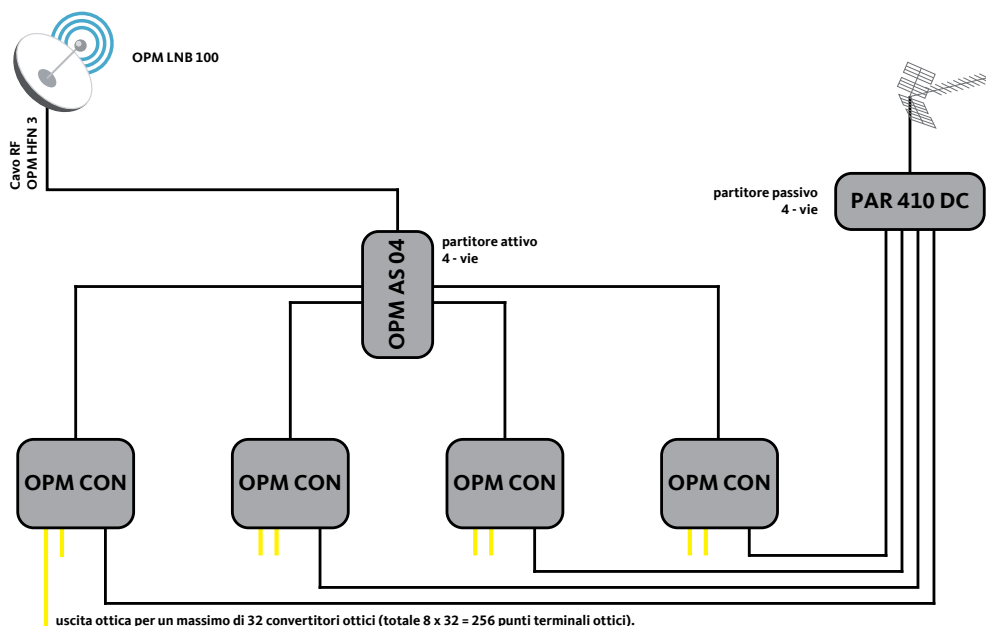 OPM LNB 100
Cavo RF
OPM HFN 3
partitore passivo
4 - vie
PAR 410 DC
partitore attivo
4 - vie
OPM AS 04
OPM CON
OPM CON
OPM CON
OPM CON
uscita ottica per un massimo di 32 convertitori ottici (totale 8 x 32 = 256 punti terminali ottici).